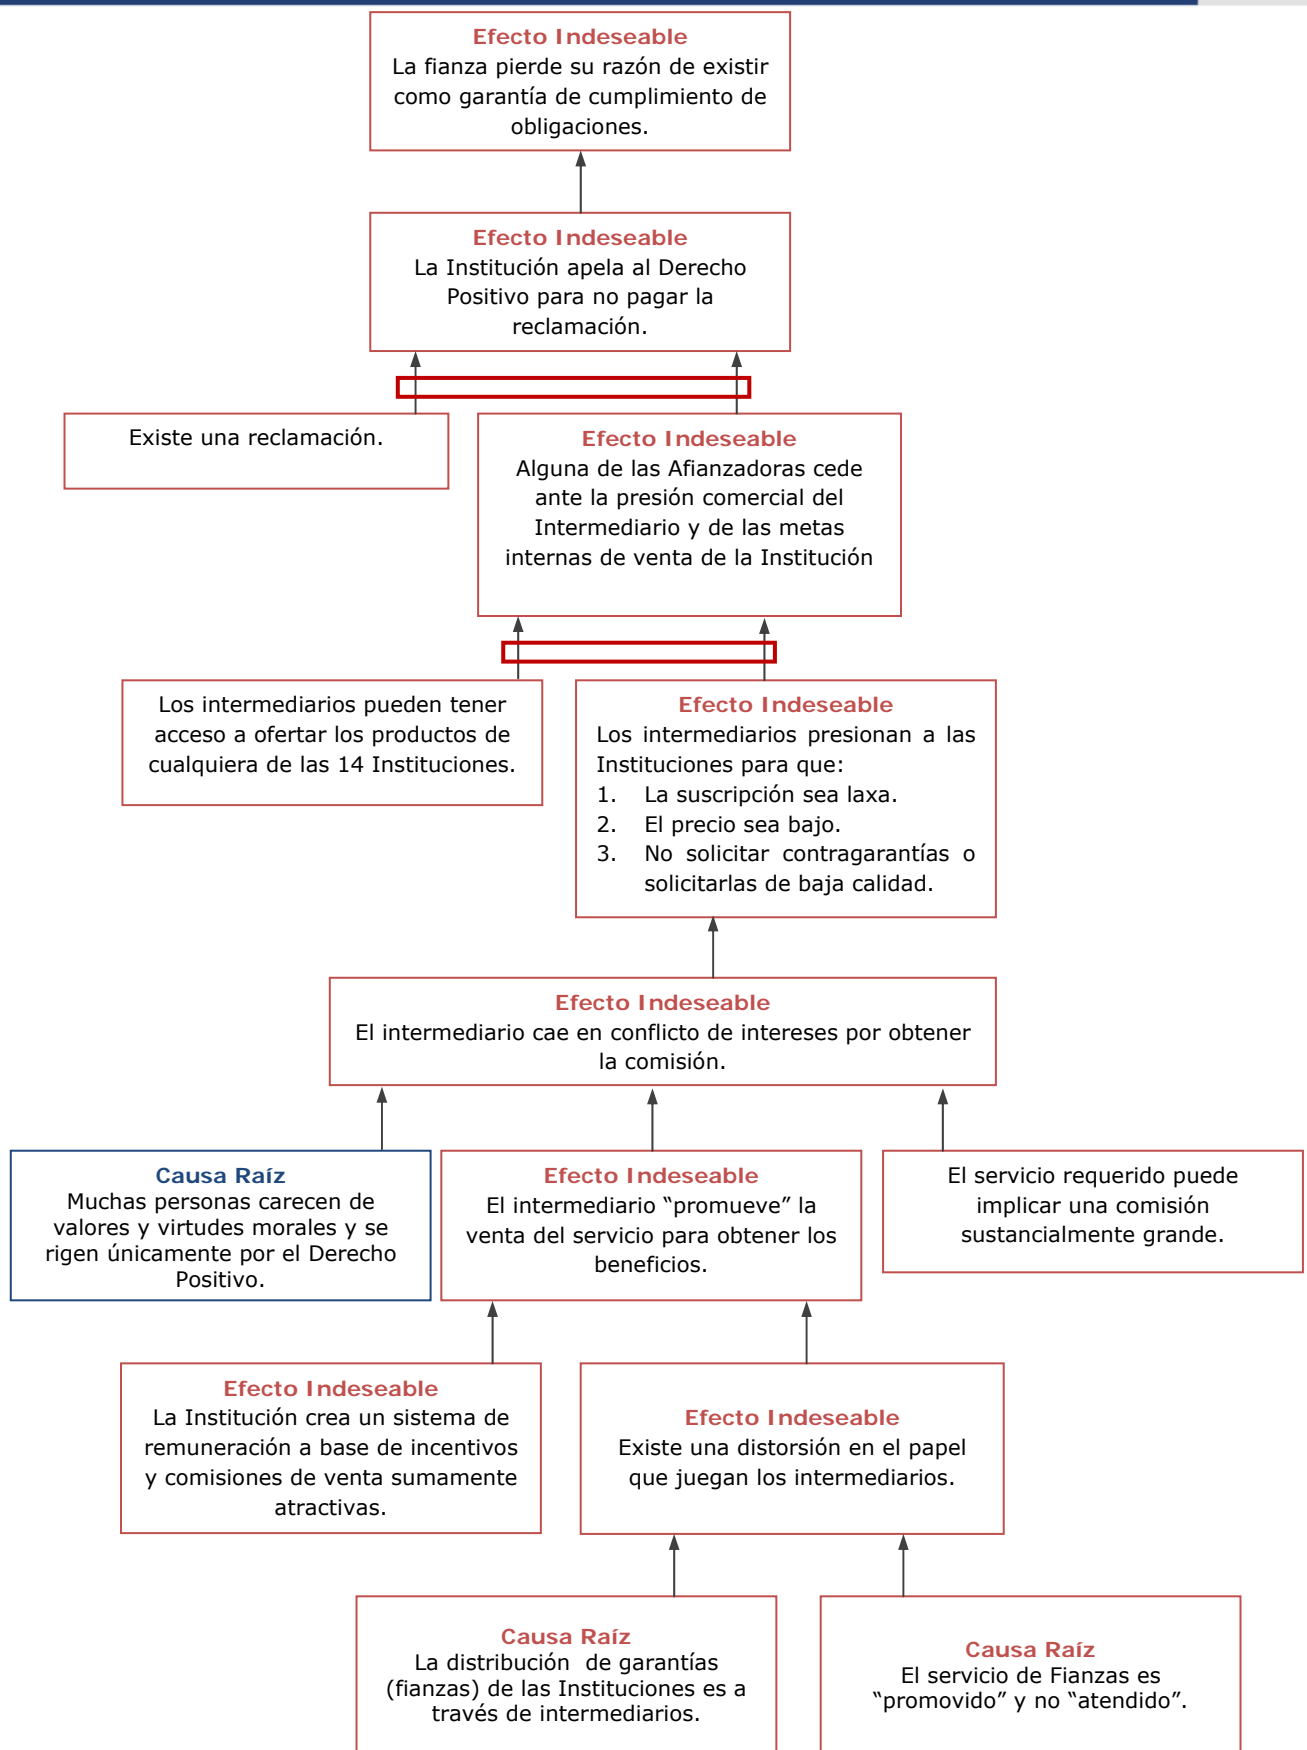 Efecto Indeseable
La fianza pierde su razón de existir
como garantía de cumplimiento de
obligaciones.
Efecto Indeseable
La Institución apela al Derecho
Positivo para no pagar la
reclamación.
Existe una reclamación.
Efecto Indeseable
Alguna de las Afianzadoras cede
ante la presión comercial del
Intermediario y de las metas
internas de venta de la Institución
Los intermediarios pueden tener
acceso a ofertar los productos de
cualquiera de las 14 Instituciones.
Efecto Indeseable
Los intermediarios presionan a las
Instituciones para que:
1. La suscripción sea laxa.
2. El precio sea bajo.
3. No solicitar contragarantías o
solicitarlas de baja calidad.
Efecto Indeseable
El intermediario cae en conflicto de intereses por obtener
la comisión.
Causa Raíz
Muchas personas carecen de
valores y virtudes morales y se
rigen únicamente por el Derecho
Positivo.
Efecto Indeseable
El intermediario “promueve” la
venta del servicio para obtener los
beneficios.
El servicio requerido puede
implicar una comisión
sustancialmente grande.
Efecto Indeseable
La Institución crea un sistema de
remuneración a base de incentivos
y comisiones de venta sumamente
atractivas.
Efecto Indeseable
Existe una distorsión en el papel
que juegan los intermediarios.
Causa Raíz
La distribución de garantías
(fianzas) de las Instituciones es a
través de intermediarios.
Causa Raíz
El servicio de Fianzas es
“promovido” y no “atendido”.